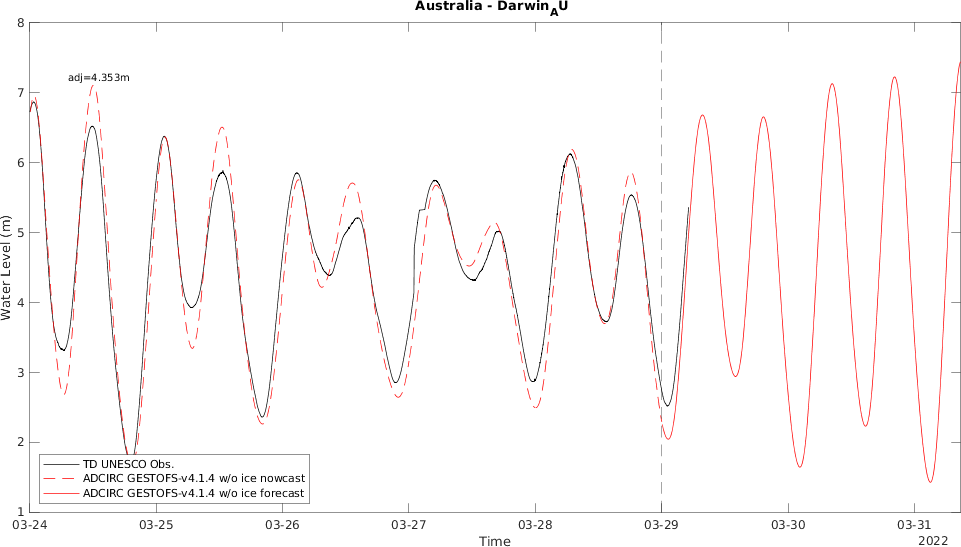 Australia - Darwin_AU
adj=4.353m
8
7
6
5
4
3
2
1
Water Level (m)
TD UNESCO Obs.
ADCIRC GESTOFS-v4.1.4 w/o ice nowcast
ADCIRC GESTOFS-v4.1.4 w/o ice forecast
03-24 03-25 03-26 03-27 03-28 03-29 03-30 03-31
Time
2022